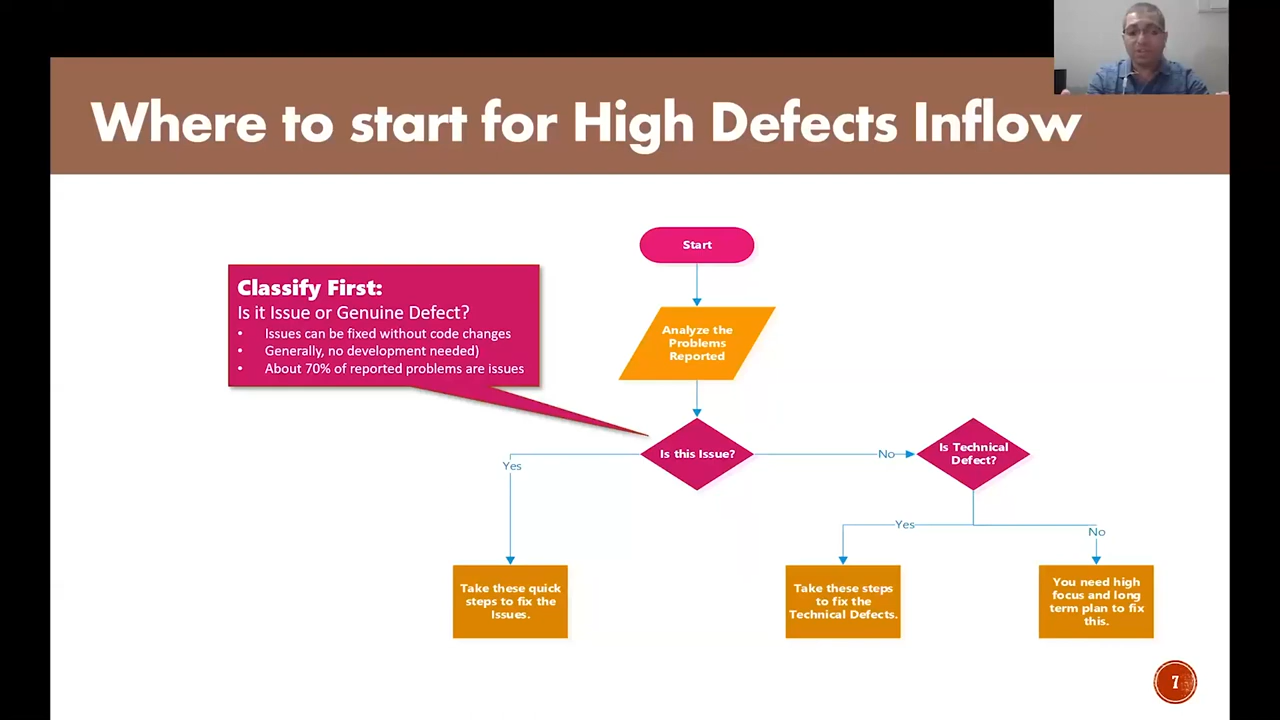 Where to start for High Defects Inflow
Start
Classify First:
Is it Issue or Genuine Defect?
• Issues can be fixed without code changes
• Generally, no development needed)
• About 70% of reported problems are issues
Analyze the
Problems
Reported
Is this Issue?
Yes
No
Is Technical
Defect?
Yes
No
Take these quick
steps to fix the
Issues.
Take these steps
to fix the
Technical Defects.
You need high
focus and long
term plan to fix
this.
7